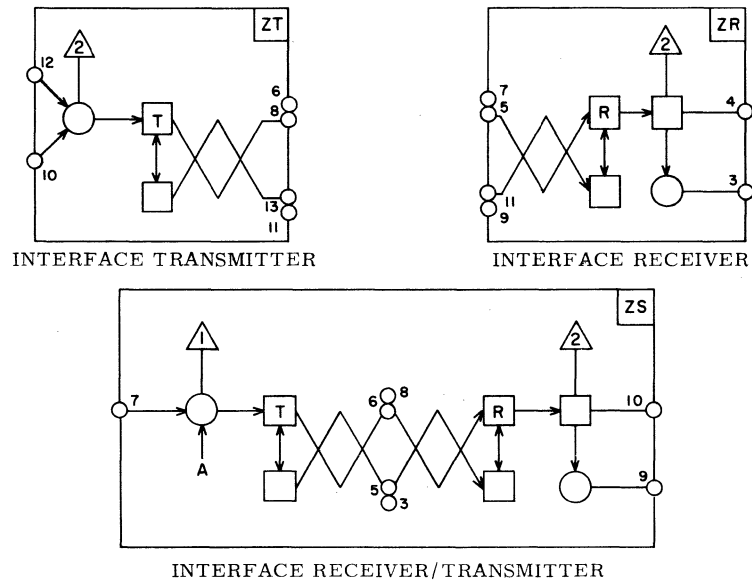 ZT
2
12
T
6
8
10
13
11
INTERFACE TRANSMITTER
ZR
2
7
5
R
4
11
9
3
INTERFACE RECEIVER
ZS
1
2
7
T
6
8
R
10
A
5
3
9
INTERFACE RECEIVER/TRANSMITTER